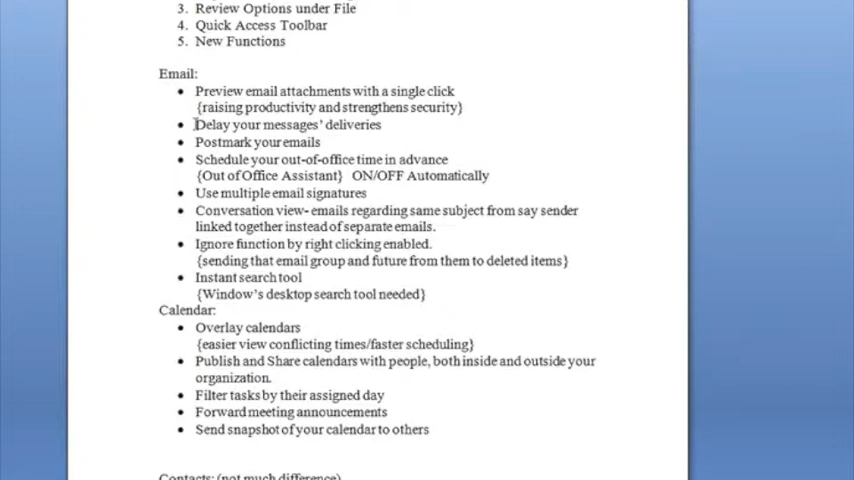 3. Review Options under File
4. Quick Access Toolbar
5. New Functions
Email:
• Preview email attachments with a single click
{raising productivity and strengthens security}
• Delay your messages' deliveries
• Postmark your emails
• Schedule your out-of-office time in advance
{Out of Office Assistant} ON/OFF Automatically
• Use multiple email signatures
• Conversation view- emails regarding same subject from say sender
linked together instead of separate emails.
• Ignore function by right clicking enabled.
{sending that email group and future from them to deleted items}
• Instant search tool
{Window's desktop search tool needed}
Calendar:
• Overlay calendars
{easier view conflicting times/faster scheduling}
• Publish and Share calendars with people, both inside and outside your
organization.
• Filter tasks by their assigned day
• Forward meeting announcements
• Send snapshot of your calendar to others
Contacts: (not much difference)